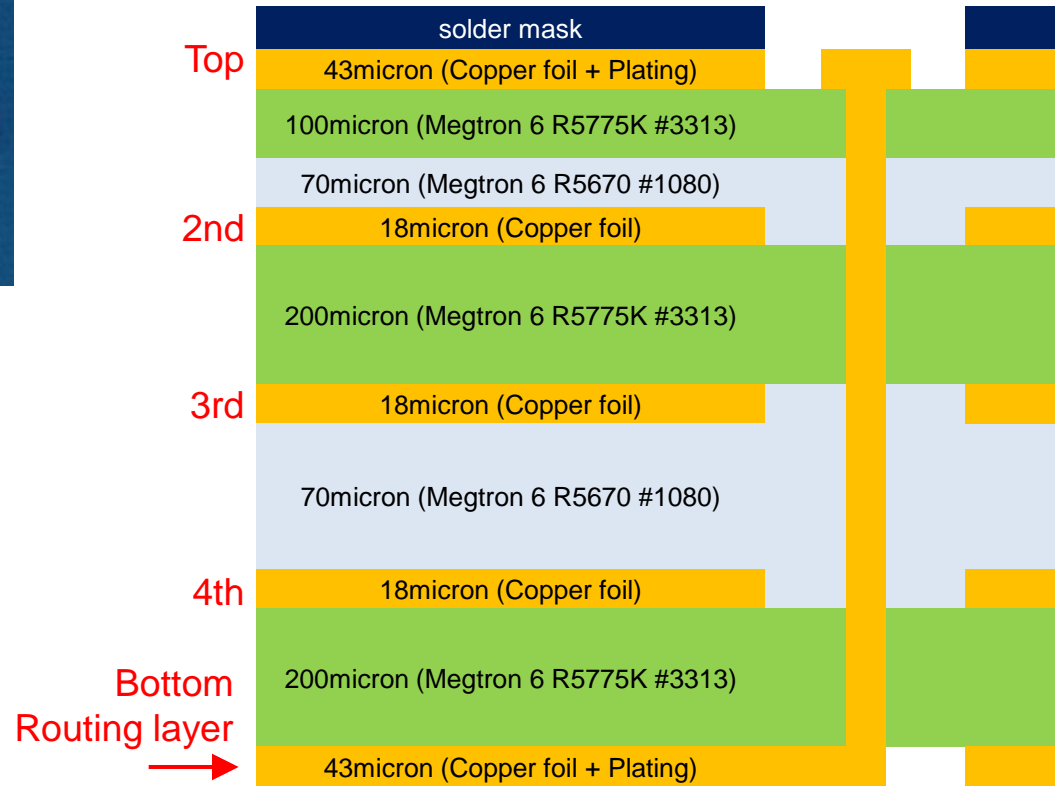 solder mask
Top
43micron (Copper foil + Plating)
100micron (Megtron 6 R5775K #3313)
70micron (Megtron 6 R5670 #1080)
2nd
18micron (Copper foil)
200micron (Megtron 6 R5775K #3313)
3rd
18micron (Copper foil)
70micron (Megtron 6 R5670 #1080)
4th
18micron (Copper foil)
200micron (Megtron 6 R5775K #3313)
Bottom
Routing layer
43micron (Copper foil + Plating)